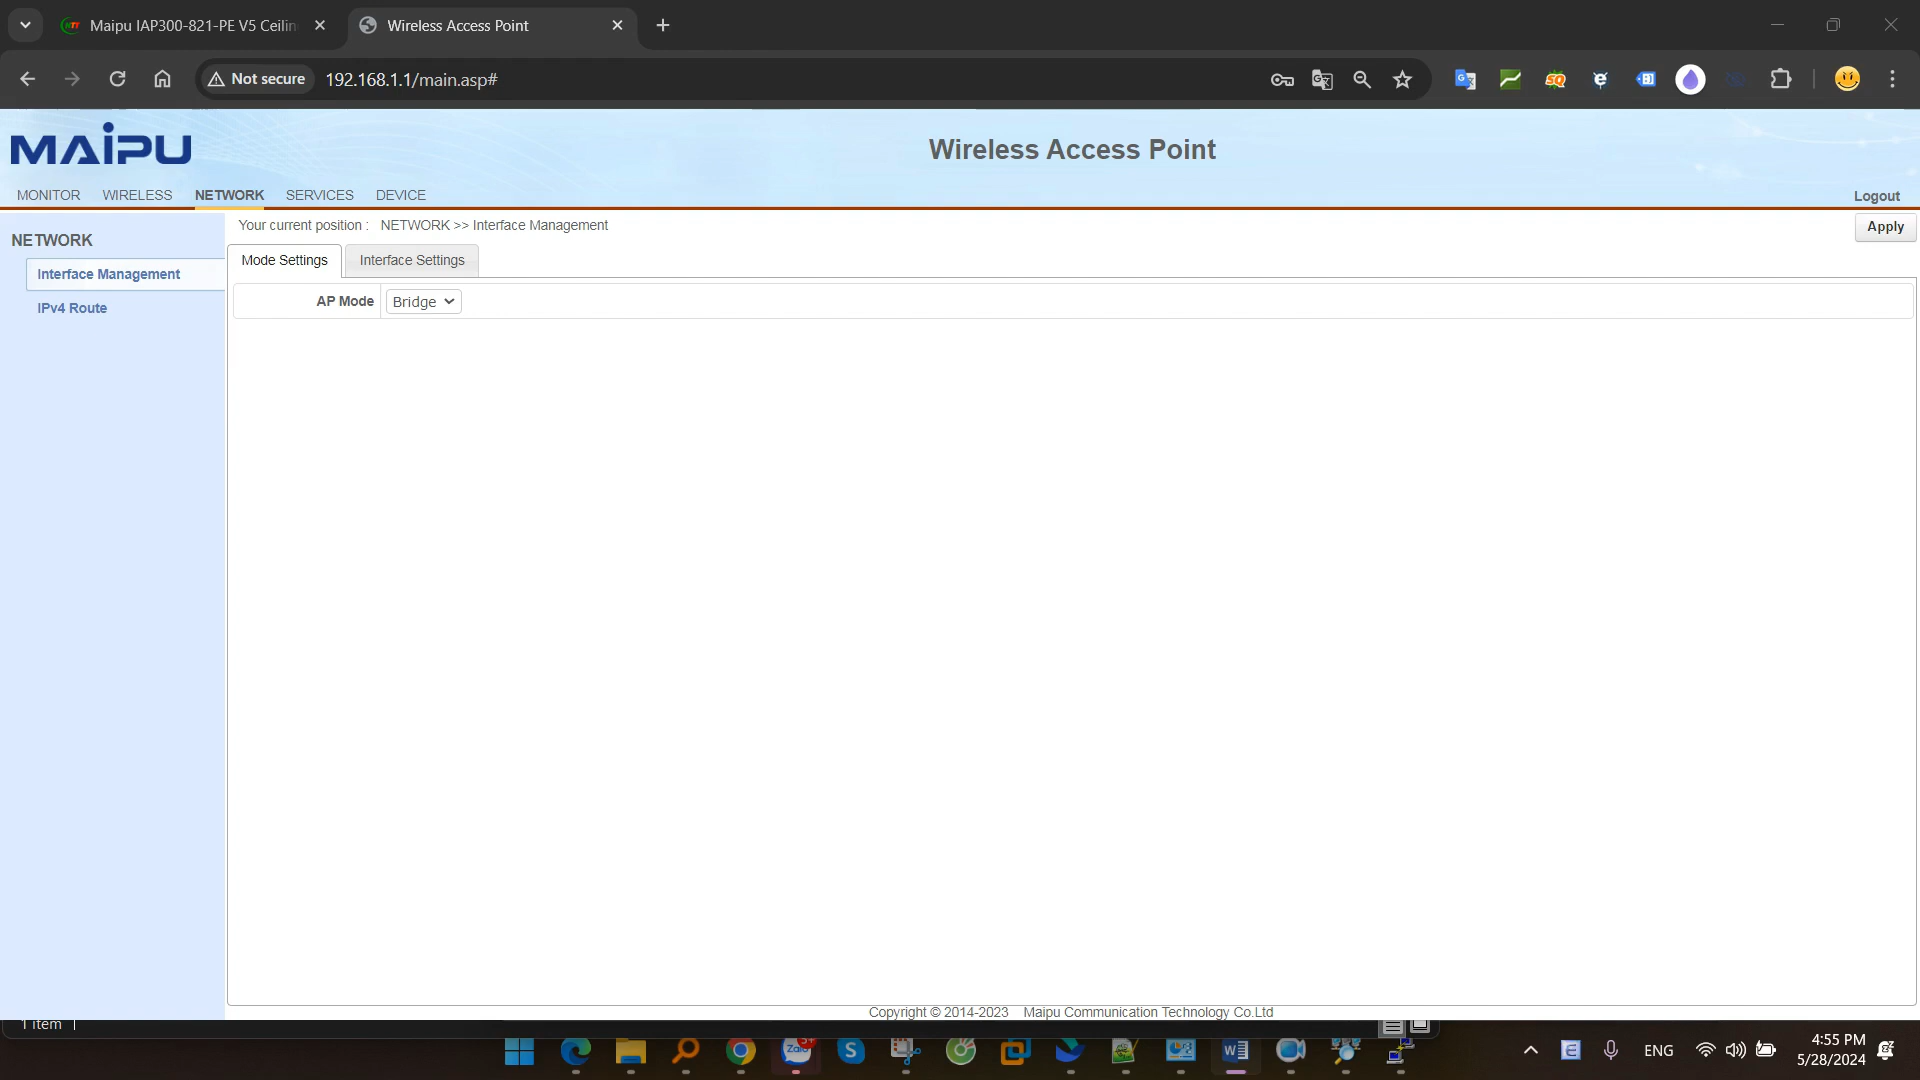 Maipu IAP300-821-PE V5 Ceilin
Wireless Access Point
Not secure
192.168.1.1/main.asp#
MAIPU
Wireless Access Point
MONITOR WIRELESS NETWORK SERVICES DEVICE
Logout
Your current position : NETWORK >> Interface Management
Apply
NETWORK
Interface Management
IPv4 Route
Mode Settings
Interface Settings
AP Mode
Bridge
Copyright © 2014-2023 Maipu Communication Technology Co.Ltd
1 item
Zalo
5+
ENG
4:55 PM
5/28/2024